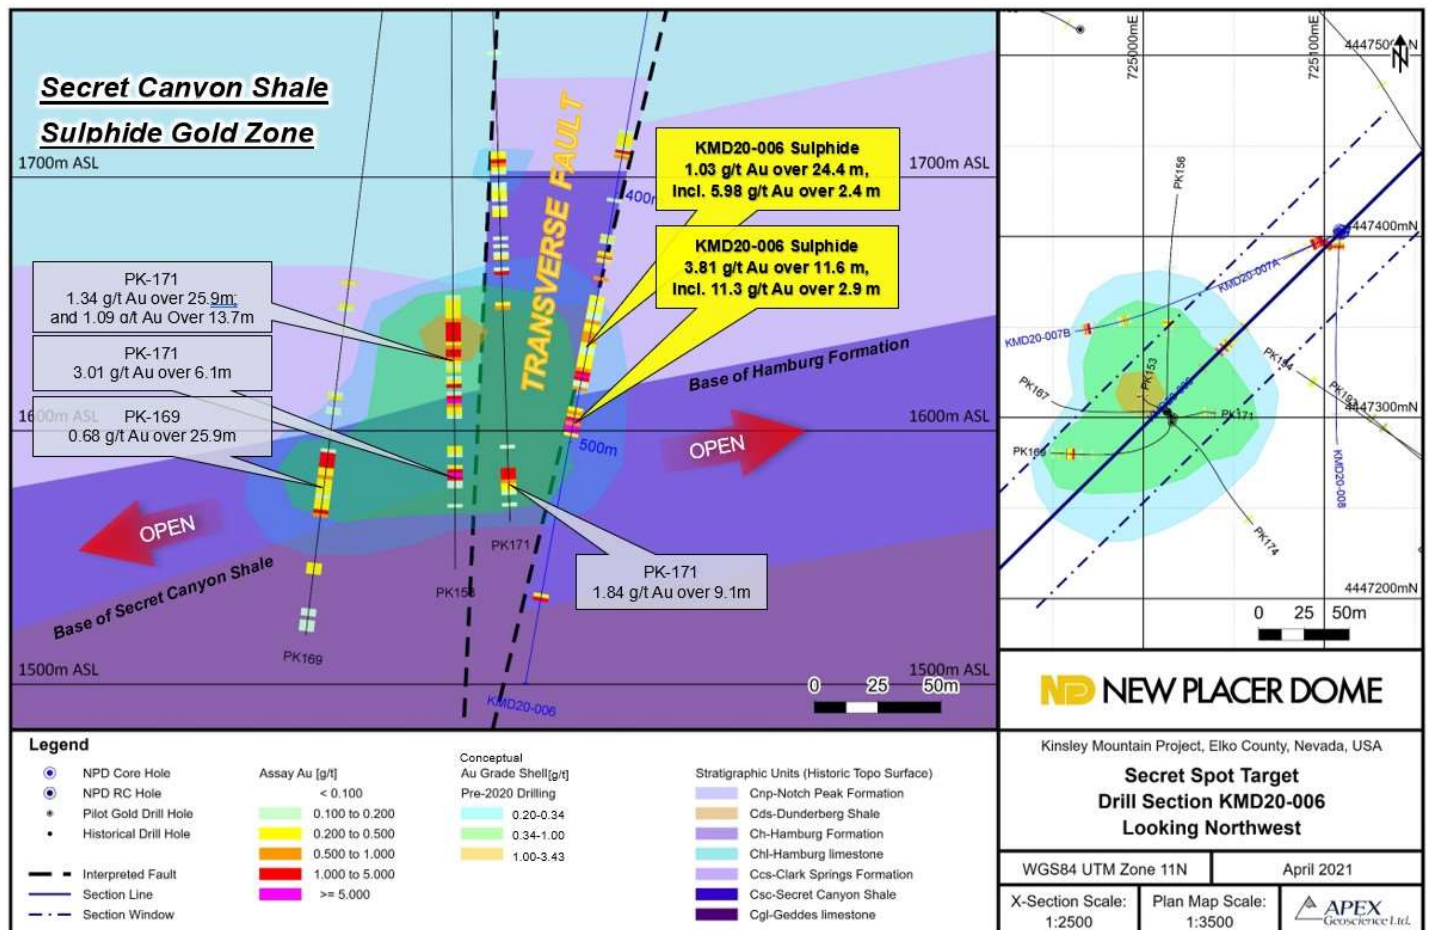 Secret Canyon Shale
Sulphide Gold Zone
1700m ASL
1700m ASL
TRANSVERSE FAULT
400m
KMD20-006 Sulphide
1.03 g/t Au over 24.4 m,
Incl. 5.98 g/t Au over 2.4 m
KMD20-006 Sulphide
3.81 g/t Au over 11.6 m,
Incl. 11.3 g/t Au over 2.9 m
PK-171
1.34 g/t Au over 25.9m;
and 1.09 g/t Au Over 13.7m
PK-171
3.01 g/t Au over 6.1m
PK-169
0.68 g/t Au over 25.9m
Base of Hamburg Formation
1600m ASL
1600m ASL
OPEN
500m
OPEN
PK171
PK-171
1.84 g/t Au over 9.1m
Base of Secret Canyon Shale
PK153
PK169
1500m ASL
1500m ASL
KMD20-006
0 25 50m
725000mE
725100mE
4447500mN
N
PK156
4447400mN
KMD20-007A
KMD20-007B
PK153
PK194
PK167
PK171
4447300mN
PK169
KMD20-008
PK174
4447200mN
0 25 50m
NPD NEW PLACER DOME
Kinsley Mountain Project, Elko County, Nevada, USA
Secret Spot Target
Drill Section KMD20-006
Looking Northwest
WGS84 UTM Zone 11N
April 2021
X-Section Scale:
1:2500
Plan Map Scale:
1:3500
APEX
Geoscience Ltd.
Legend
NPD Core Hole
NPD RC Hole
Pilot Gold Drill Hole
Historical Drill Hole
Interpreted Fault
Section Line
Section Window
Assay Au [g/t]
< 0.100
0.100 to 0.200
0.200 to 0.500
0.500 to 1.000
1.000 to 5.000
>= 5.000
Conceptual
Au Grade Shell[g/t]
Pre-2020 Drilling
0.20-0.34
0.34-1.00
1.00-3.43
Stratigraphic Units (Historic Topo Surface)
Cnp-Notch Peak Formation
Cds-Dunderberg Shale
Ch-Hamburg Formation
Chl-Hamburg limestone
Ccs-Clark Springs Formation
Csc-Secret Canyon Shale
Cgl-Geddes limestone